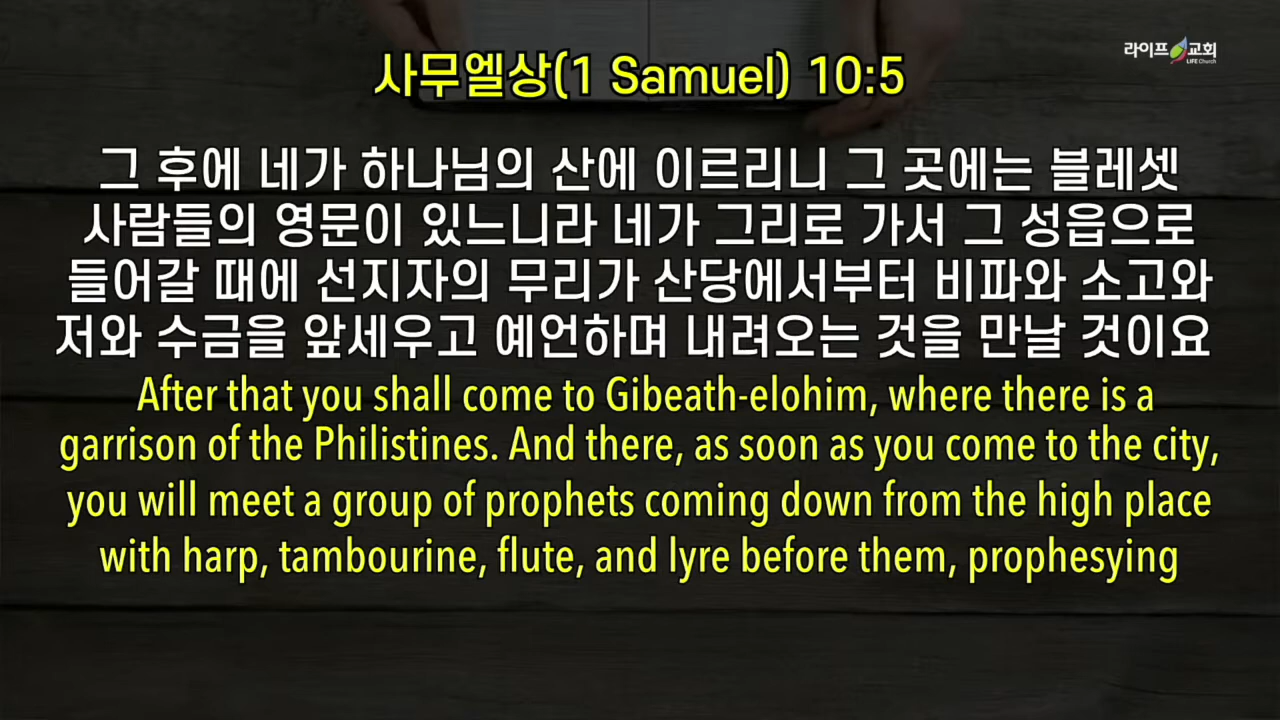 라이프 교회
LIFE Church
사무엘상(1 Samuel) 10:5
그 후에 네가 하나님의 산에 이르리니 그 곳에는 블레셋
사람들의 영문이 있느니라 네가 그리로 가서 그 성읍으로
들어갈 때에 선지자의 무리가 산당에서부터 비파와 소고와
저와 수금을 앞세우고 예언하며 내려오는 것을 만날 것이요
After that you shall come to Gibeath-elohim, where there is a
garrison of the Philistines. And there, as soon as you come to the city,
you will meet a group of prophets coming down from the high place
with harp, tambourine, flute, and lyre before them, prophesying